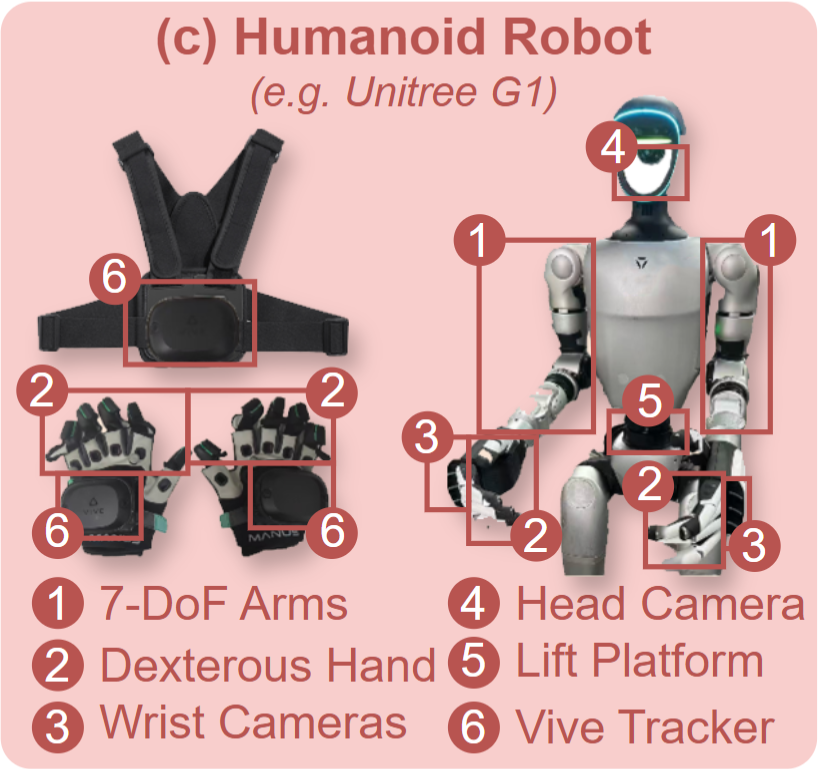 (c) Humanoid Robot
(e.g. Unitree G1)
4
1
1
6
2
2
5
3
2
6
6
2
3
VIVE
MANUS
1 7-DoF Arms
2 Dexterous Hand
3 Wrist Cameras
4 Head Camera
5 Lift Platform
6 Vive Tracker